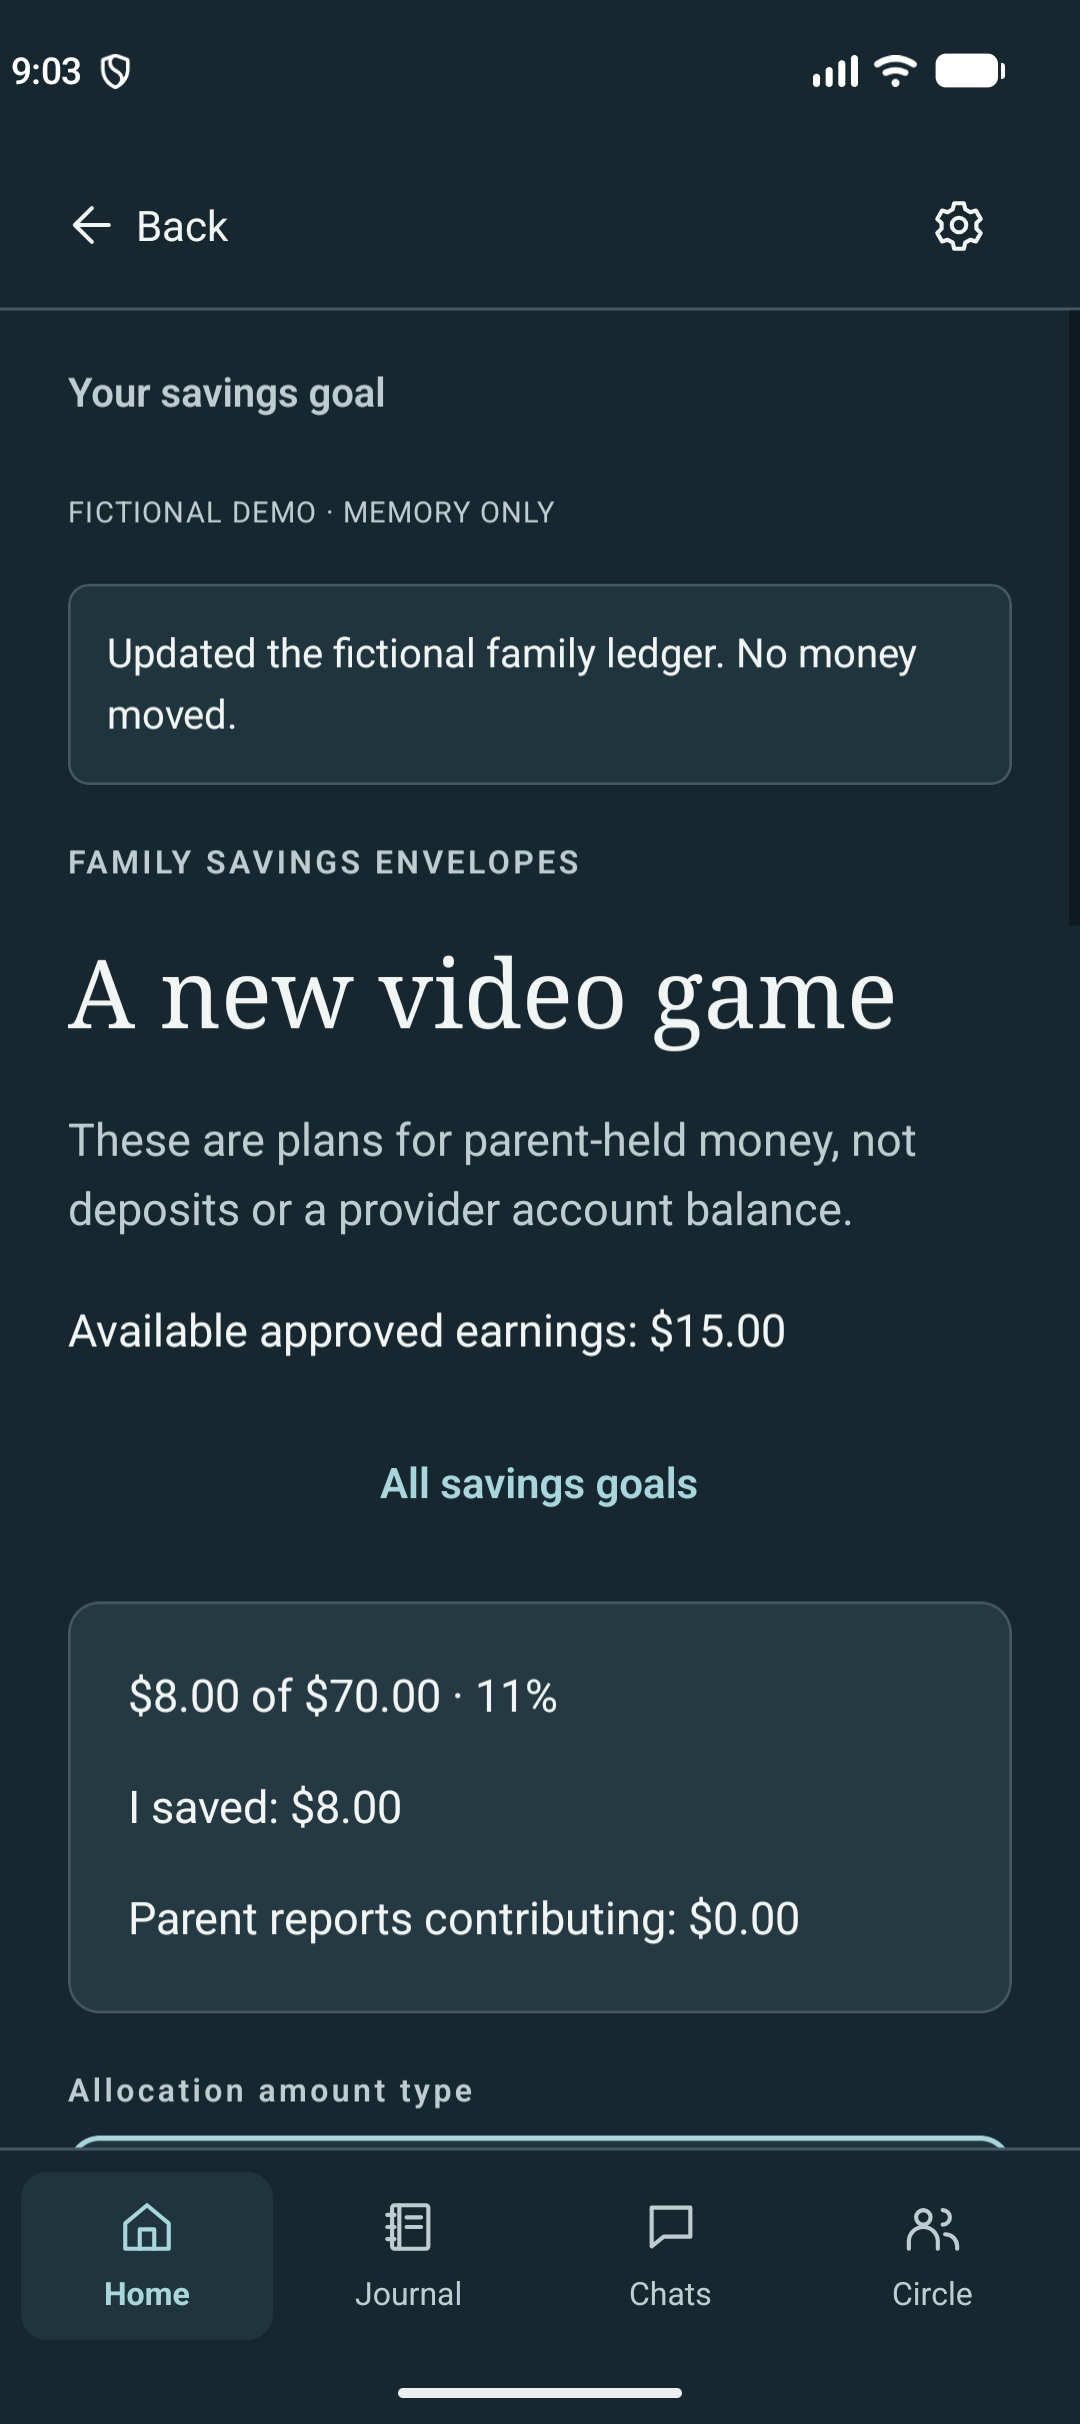 9:03
Back
Your savings goal
FICTIONAL DEMO · MEMORY ONLY
Updated the fictional family ledger. No money
moved.
FAMILY SAVINGS ENVELOPES
A new video game
These are plans for parent-held money, not
deposits or a provider account balance.
Available approved earnings: $15.00
All savings goals
$8.00 of $70.00 · 11%
I saved: $8.00
Parent reports contributing: $0.00
Allocation amount type
Home
Journal
Chats
Circle